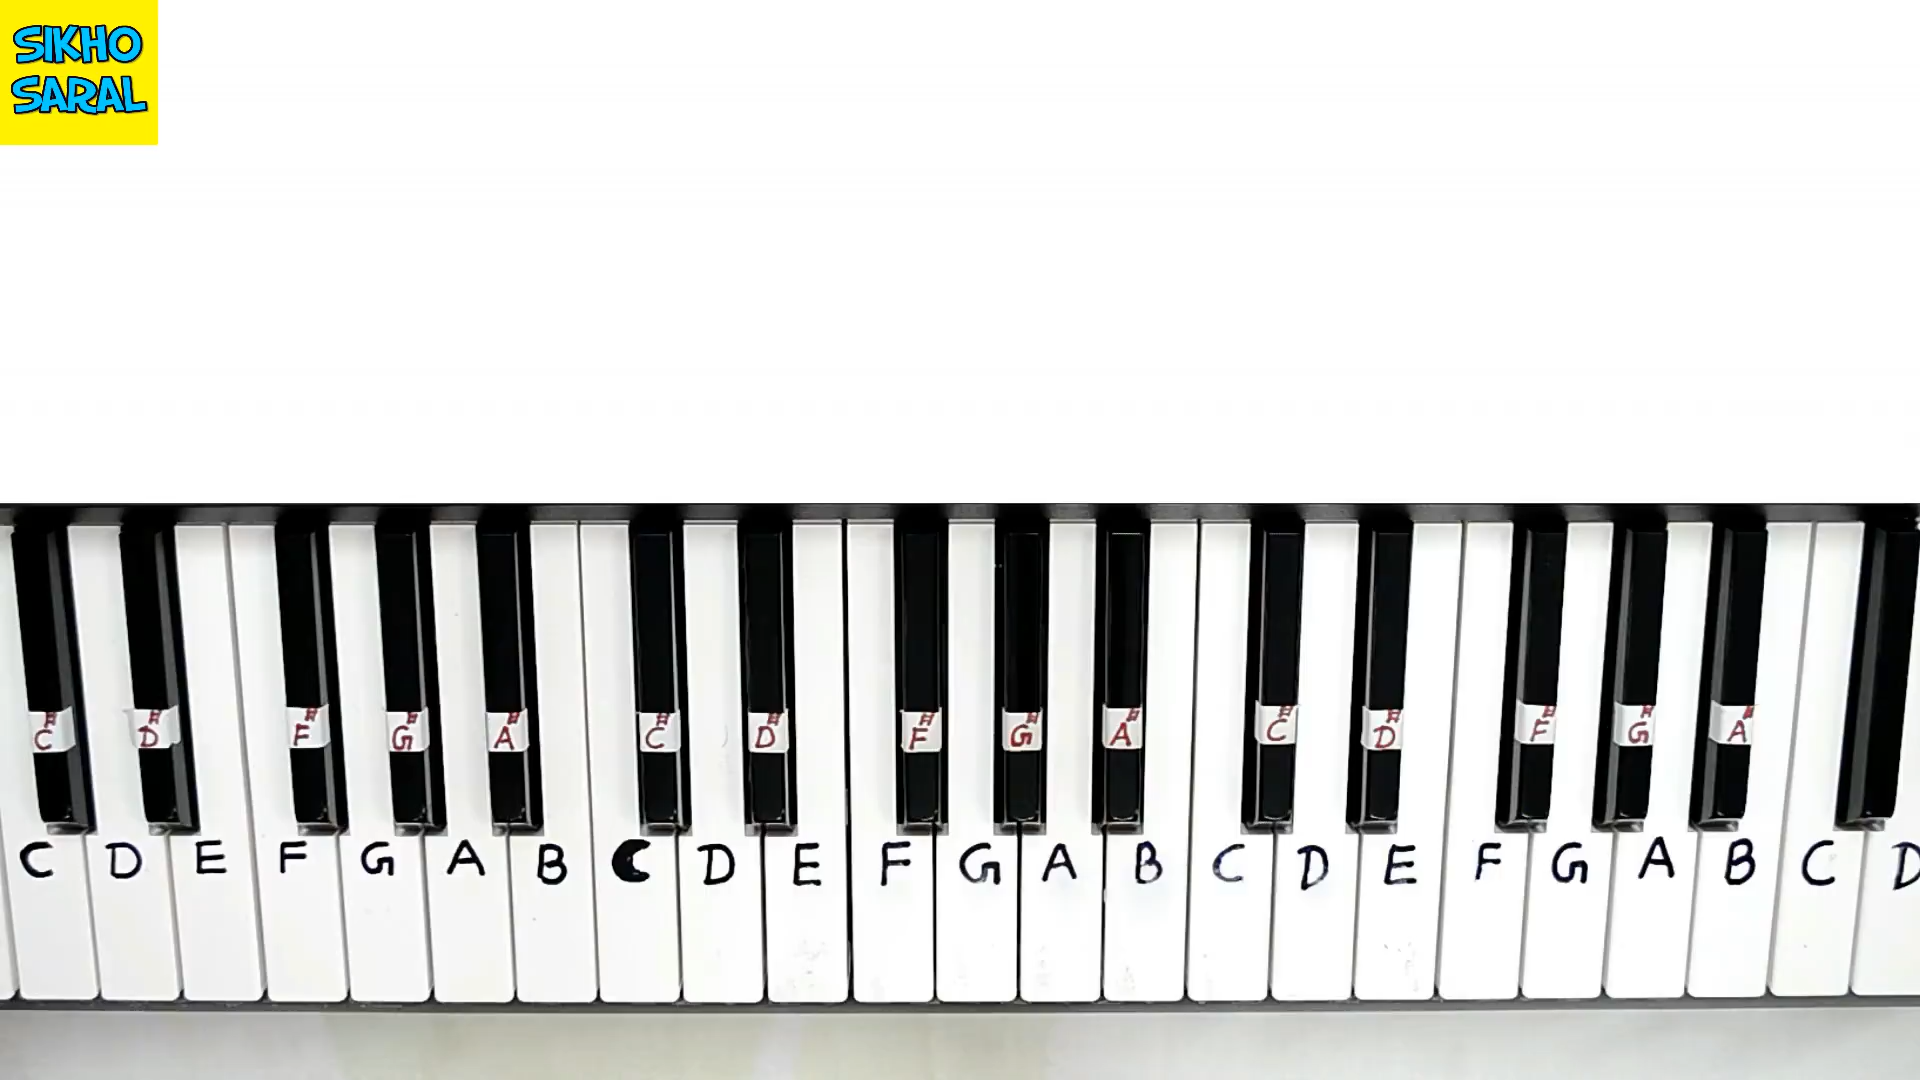 SIKHO
SARAL
C# D# F# G# A# C# D# F# G# A# C# D# F# G# A#
C D E F G A B C D E F G A B C D E F G A B C D